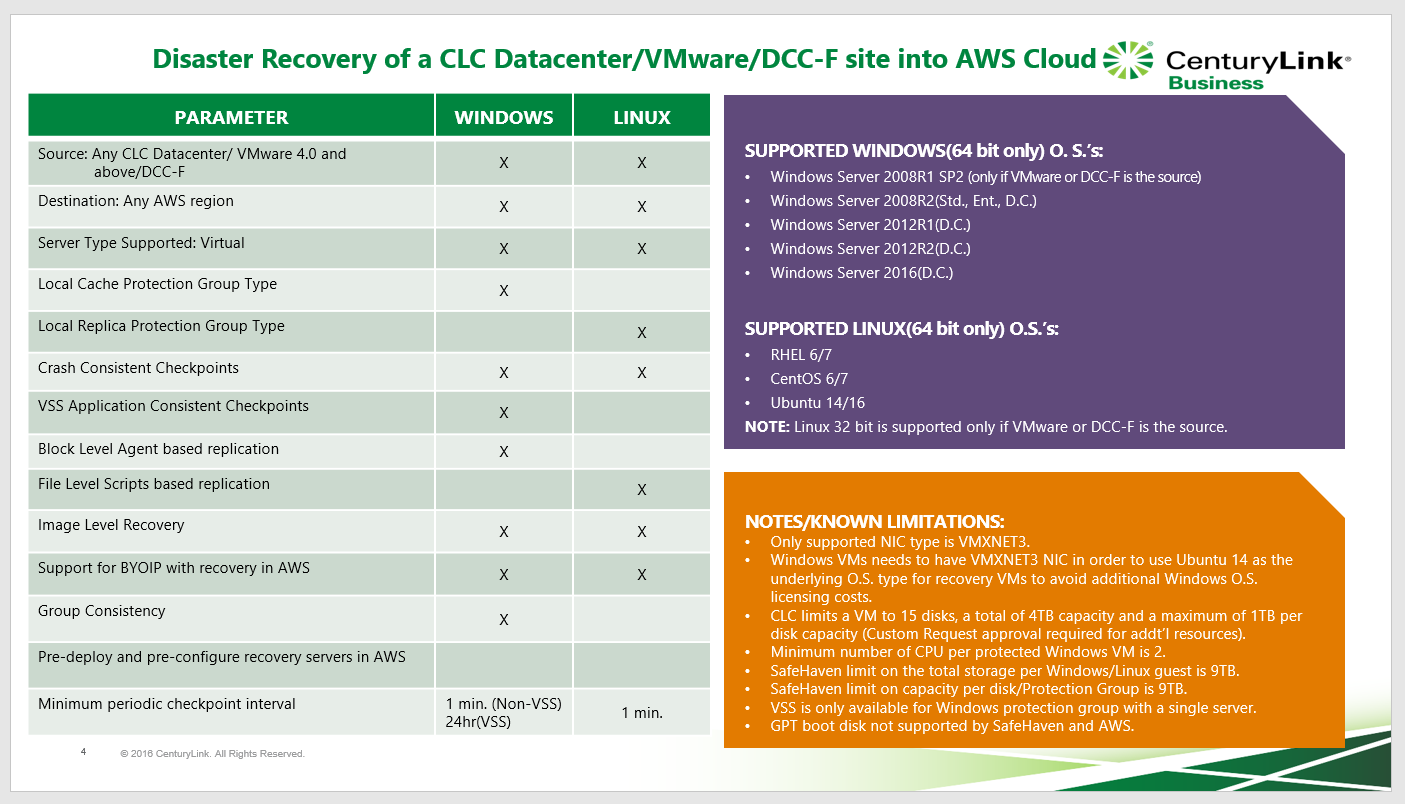 Disaster Recovery of a CLC Datacenter/VMware/DCC-F site into AWS Cloud
CenturyLink®
Business
PARAMETER WINDOWS LINUX
Source: Any CLC Datacenter/ VMware 4.0 and
above/DCC-F X X
Destination: Any AWS region X X
Server Type Supported: Virtual X X
Local Cache Protection Group Type X
Local Replica Protection Group Type X
Crash Consistent Checkpoints X X
VSS Application Consistent Checkpoints X
Block Level Agent based replication X
File Level Scripts based replication X
Image Level Recovery X X
Support for BYOIP with recovery in AWS X X
Group Consistency X
Pre-deploy and pre-configure recovery servers in AWS
Minimum periodic checkpoint interval 1 min. (Non-VSS) 1 min.
24hr(VSS)
SUPPORTED WINDOWS(64 bit only) O. S.’s:
• Windows Server 2008R1 SP2 (only if VMware or DCC-F is the source)
• Windows Server 2008R2(Std., Ent., D.C.)
• Windows Server 2012R1(D.C.)
• Windows Server 2012R2(D.C.)
• Windows Server 2016(D.C.)
SUPPORTED LINUX(64 bit only) O.S.’s:
• RHEL 6/7
• CentOS 6/7
• Ubuntu 14/16
NOTE: Linux 32 bit is supported only if VMware or DCC-F is the source.
NOTES/KNOWN LIMITATIONS:
• Only supported NIC type is VMXNET3.
• Windows VMs needs to have VMXNET3 NIC in order to use Ubuntu 14 as the
underlying O.S. type for recovery VMs to avoid additional Windows O.S.
licensing costs.
• CLC limits a VM to 15 disks, a total of 4TB capacity and a maximum of 1TB per
disk capacity (Custom Request approval required for addt’l resources).
• Minimum number of CPU per protected Windows VM is 2.
• SafeHaven limit on the total storage per Windows/Linux guest is 9TB.
• SafeHaven limit on capacity per disk/Protection Group is 9TB.
• VSS is only available for Windows protection group with a single server.
• GPT boot disk not supported by SafeHaven and AWS.
4 © 2016 CenturyLink. All Rights Reserved.